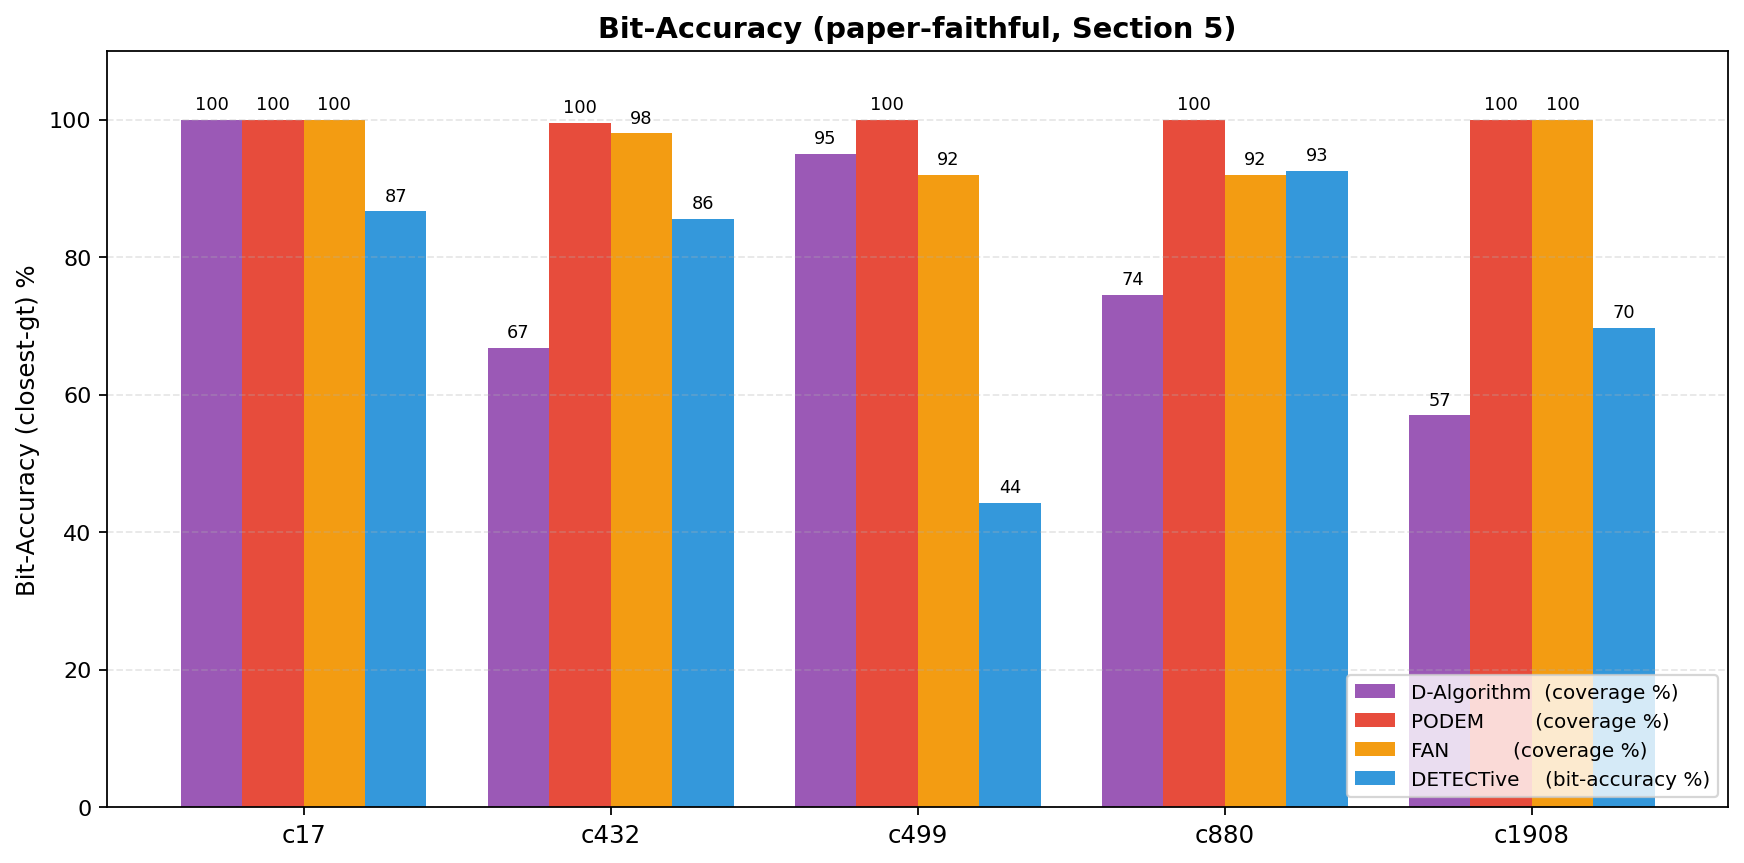 Bit-Accuracy (paper-faithful, Section 5)
Bit-Accuracy (closest-gt) %
100
80
60
40
20
0
100 100 100 87
67 100 98 86
95 100 92 44
74 100 92 93
57 100 100 70
c17 c432 c499 c880 c1908
D-Algorithm (coverage %)
PODEM (coverage %)
FAN (coverage %)
DETECTive (bit-accuracy %)